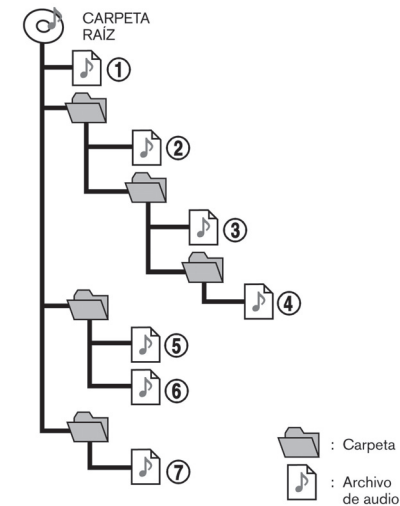 CARPETA
RAÍZ
①
②
③
④
⑤
⑥
⑦
: Carpeta
: Archivo
de audio